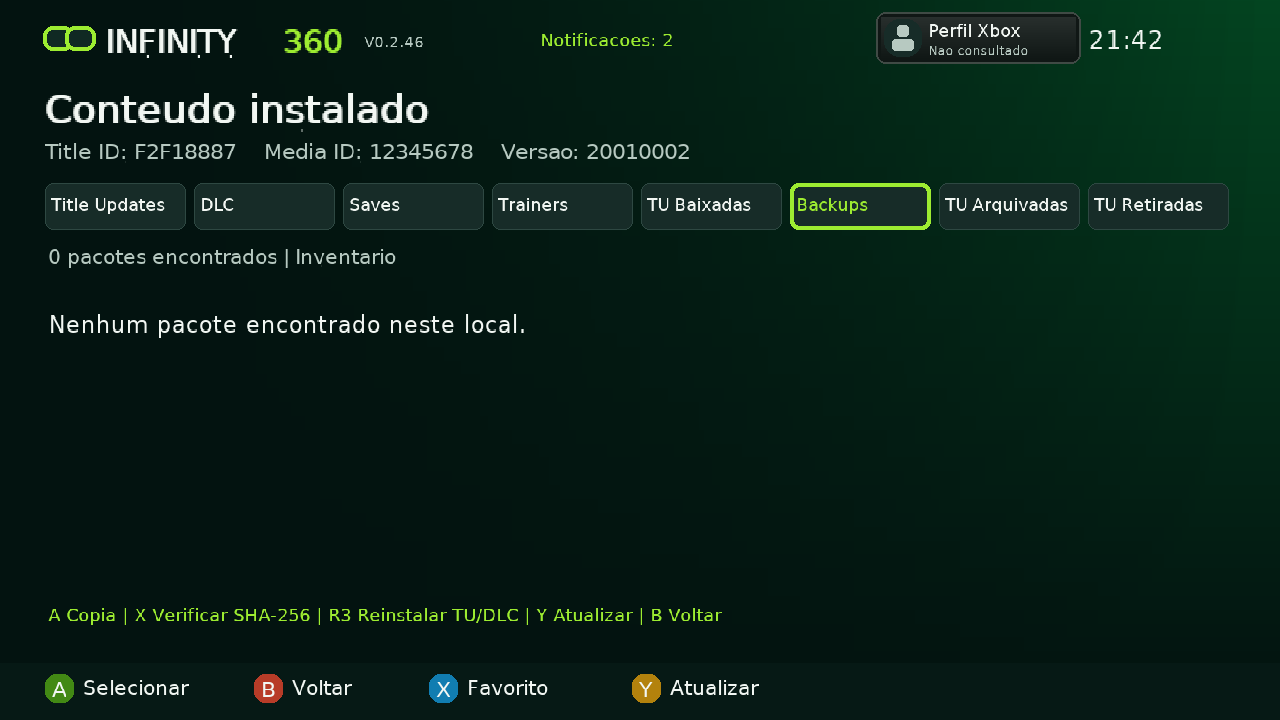 INFINITY 360 V0.2.46 Notificacoes: 2 Perfil Xbox 21:42
Nao consultado
Conteudo instalado
Title ID: F2F18887 Media ID: 12345678 Versao: 20010002
Title Updates DLC Saves Trainers TU Baixadas Backups TU Arquivadas TU Retiradas
0 pacotes encontrados | Inventario
Nenhum pacote encontrado neste local.
A Copia | X Verificar SHA-256 | R3 Reinstalar TU/DLC | Y Atualizar | B Voltar
A Selecionar B Voltar X Favorito Y Atualizar